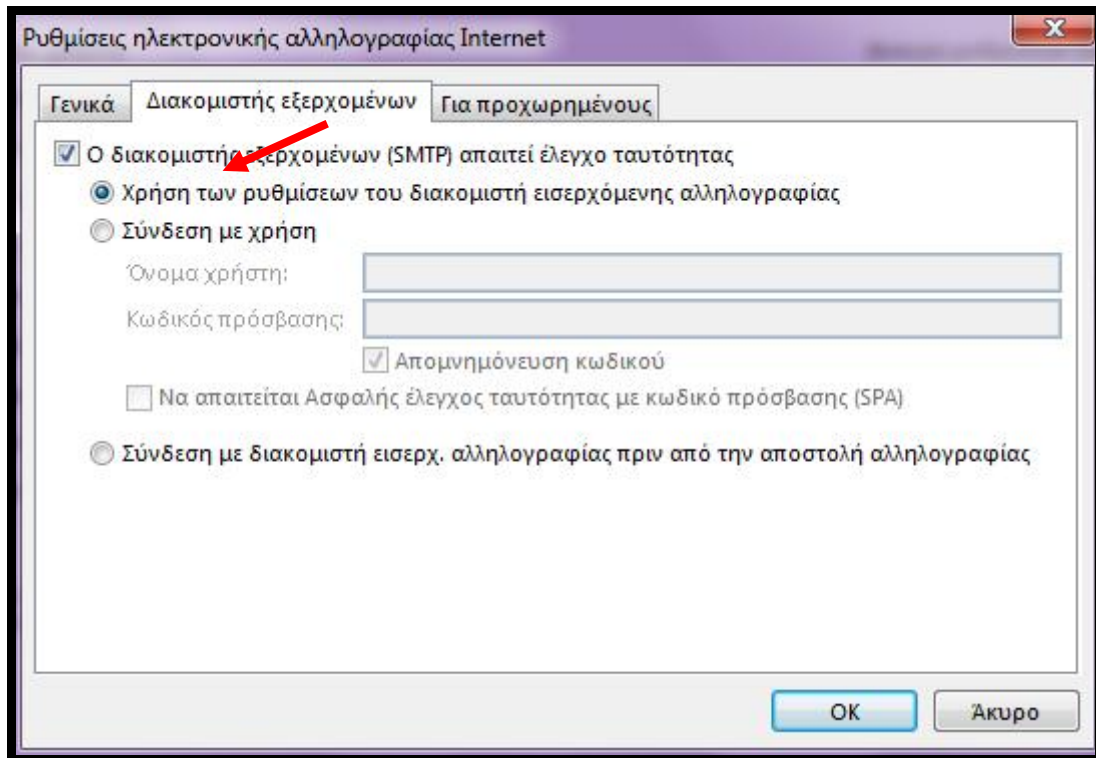 Ρυθμίσεις ηλεκτρονικής αλληλογραφίας Internet
Γενικά Διακομιστής εξερχομένων Για προχωρημένους
Ο διακομιστής εξερχομένων (SMTP) απαιτεί έλεγχο ταυτότητας
Χρήση των ρυθμίσεων του διακομιστή εισερχόμενης αλληλογραφίας
Σύνδεση με χρήση
Όνομα χρήστη:
Κωδικός πρόσβασης:
Απομνημόνευση κωδικού
Να απαιτείται Ασφαλής έλεγχος ταυτότητας με κωδικό πρόσβασης (SPA)
Σύνδεση με διακομιστή εισερχ. αλληλογραφίας πριν από την αποστολή αλληλογραφίας
OK Άκυρο